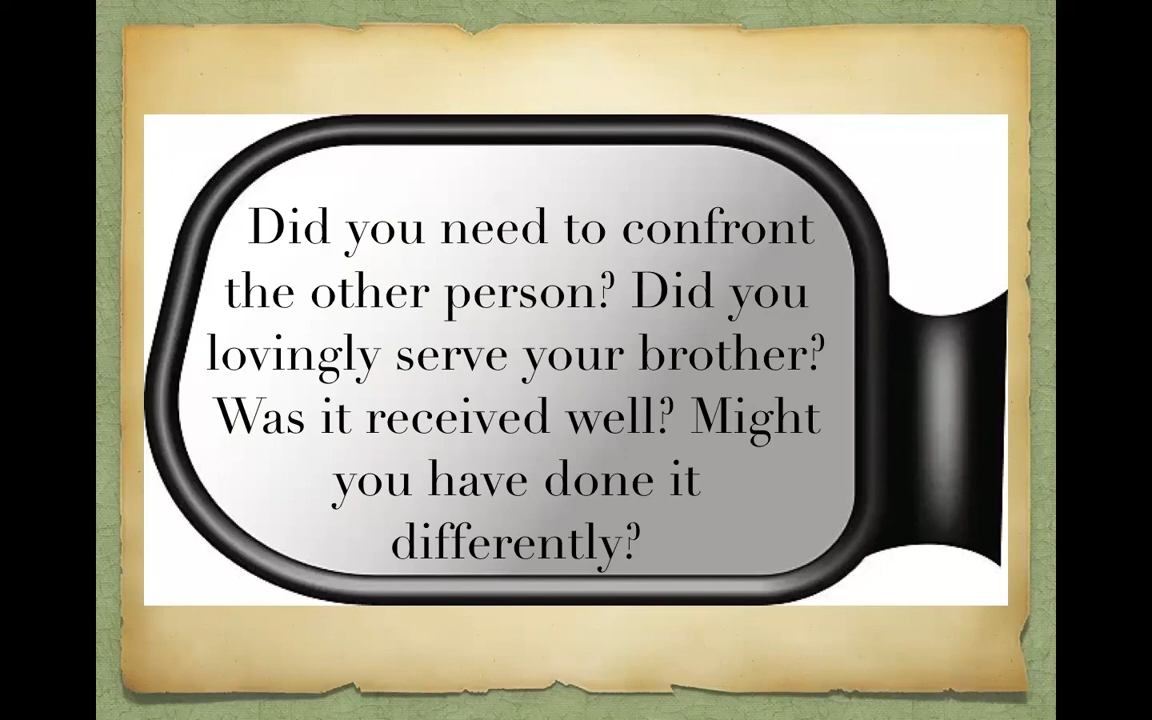 Did you need to confront
the other person? Did you
lovingly serve your brother?
Was it received well? Might
you have done it
differently?